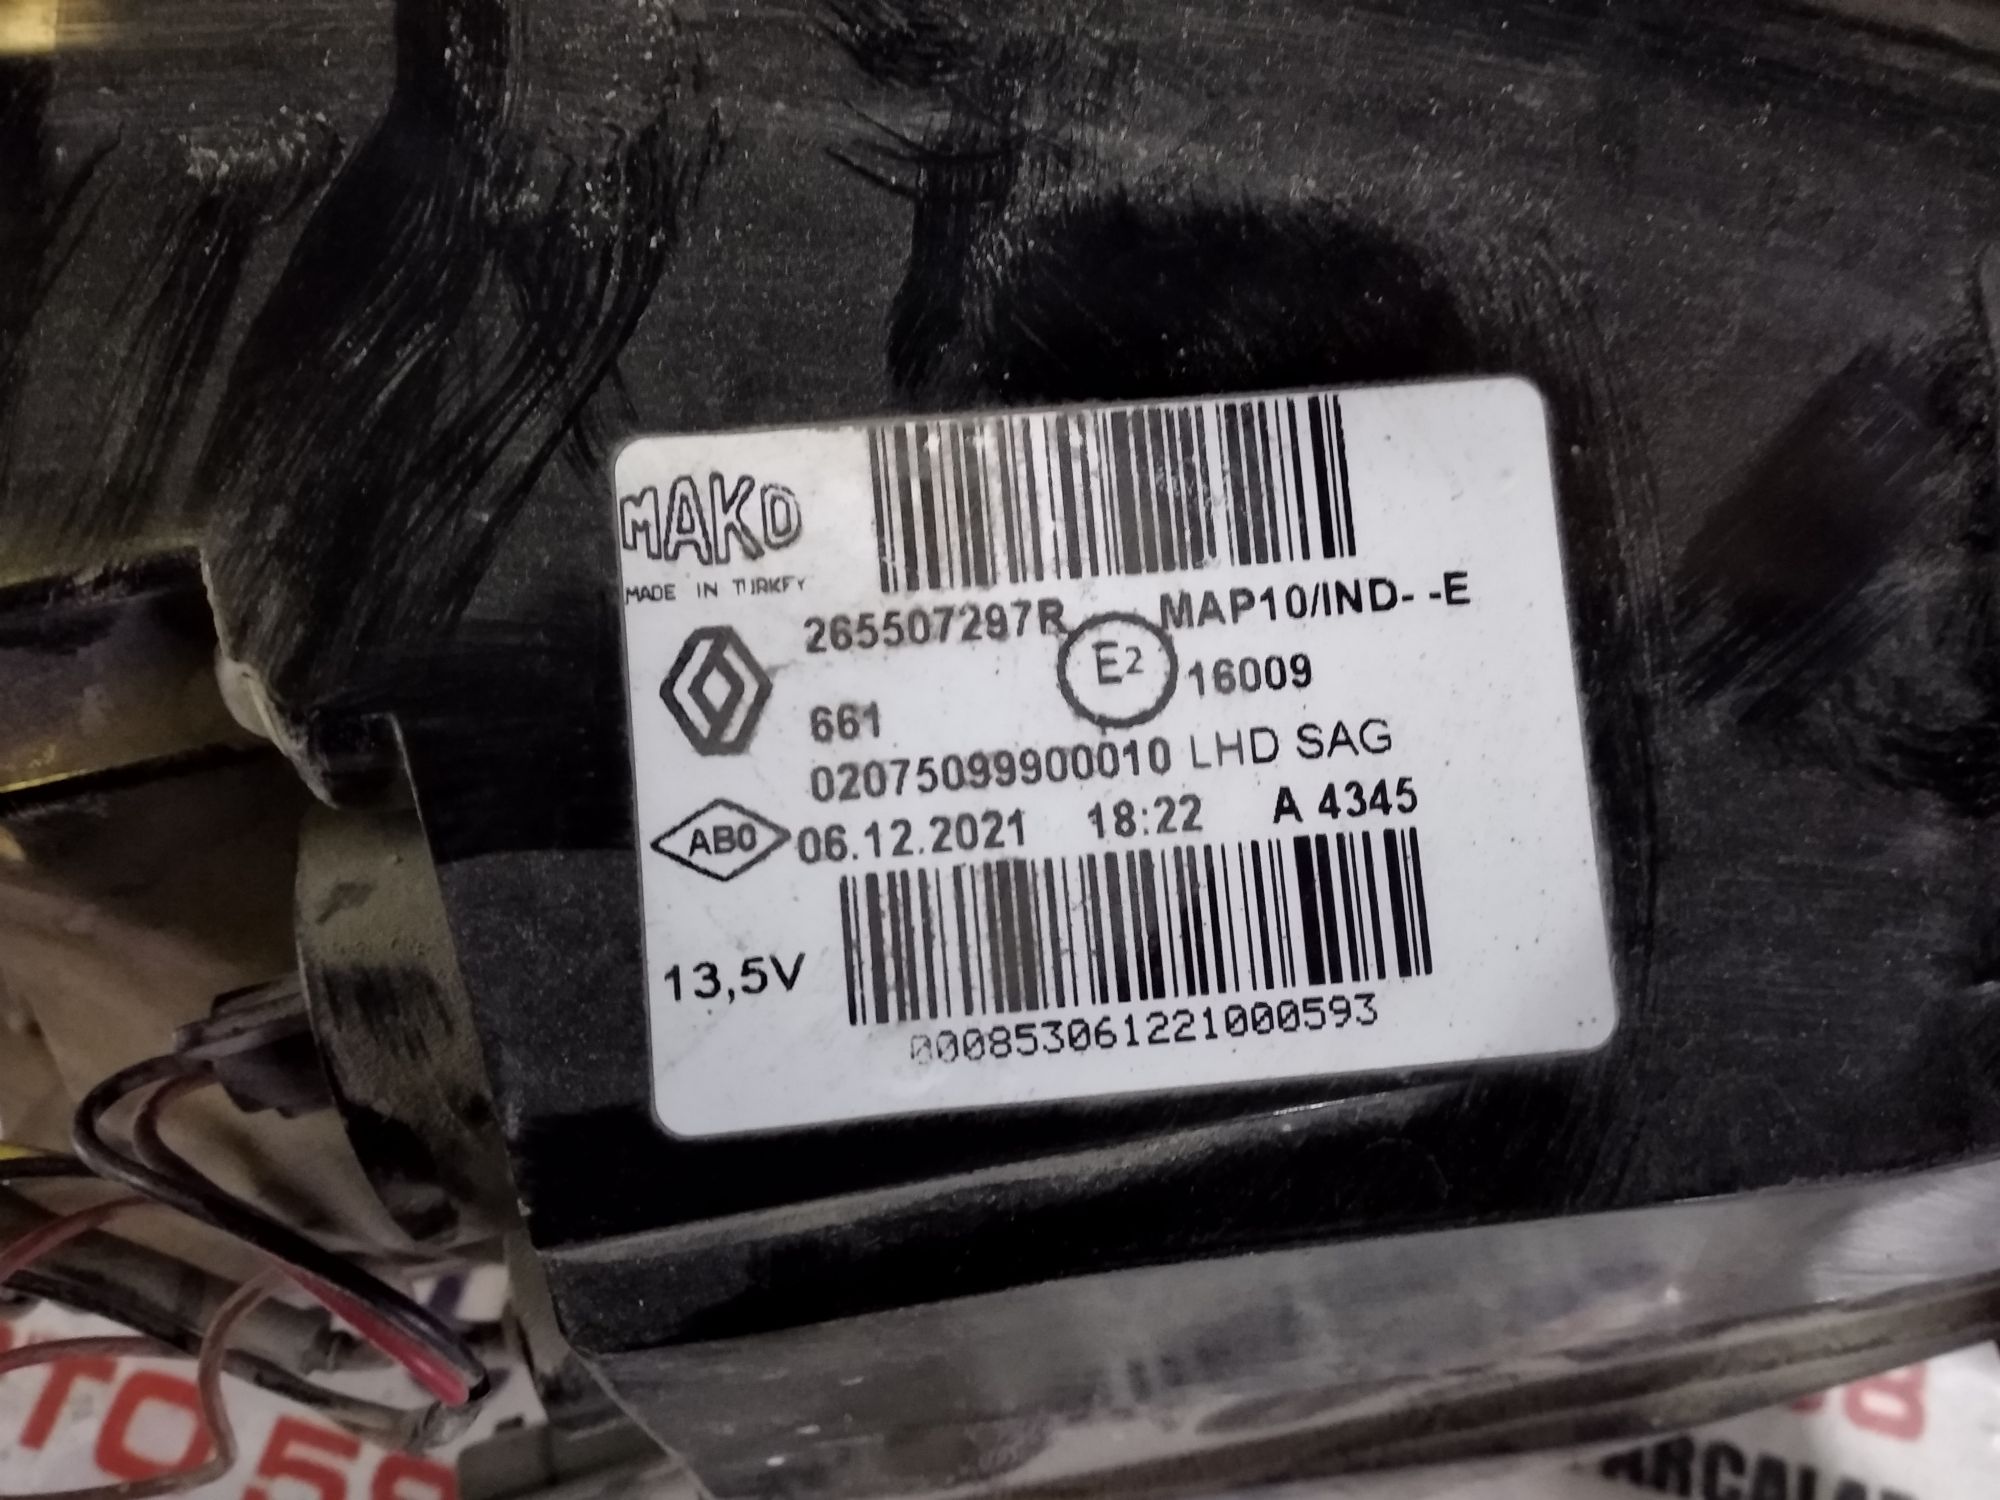 MAKO
MADE IN TURKEY
265507297R MAP10/IND- -E
E2 16009
661
02075099900010 LHD SAG
AB0 06.12.2021 18:22 A 4345
13,5V
000853061221000593